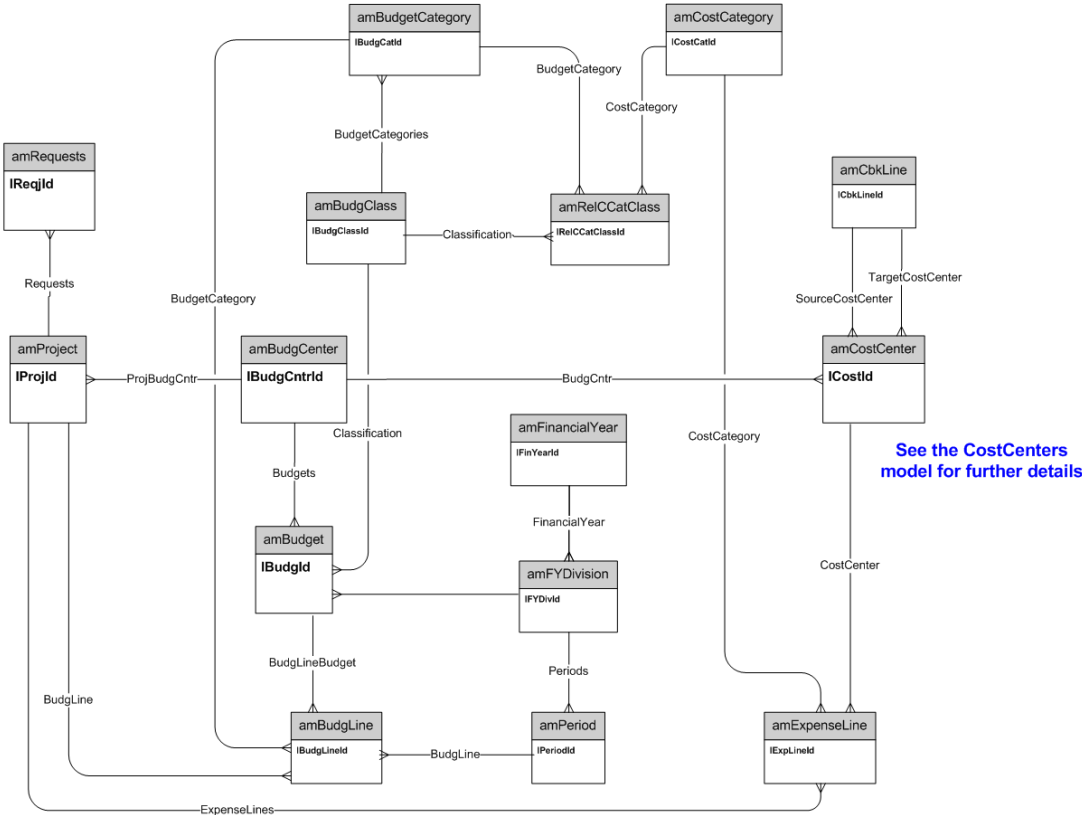 amBudgetCategory
lBudgCatId
amCostCategory
lCostCatId
BudgetCategory
CostCategory
BudgetCategories
amRequests
lReqjId
amCbkLine
lCbkLineId
amBudgClass
lBudgClassId
Classification
amRelCCatClass
lRelCCatClassId
Requests
BudgetCategory
SourceCostCenter
TargetCostCenter
amProject
lProjId
ProjBudgCntr
amBudgCenter
lBudgCntrId
BudgCntr
amCostCenter
lCostId
amFinancialYear
lFinYearId
Classification
CostCategory
See the CostCenters
model for further details
Budgets
FinancialYear
amBudget
lBudgId
amFYDivision
lFYDivId
CostCenter
BudgLineBudget
Periods
BudgLine
amBudgLine
lBudgLineId
BudgLine
amPeriod
lPeriodId
amExpenseLine
lExpLineId
ExpenseLines